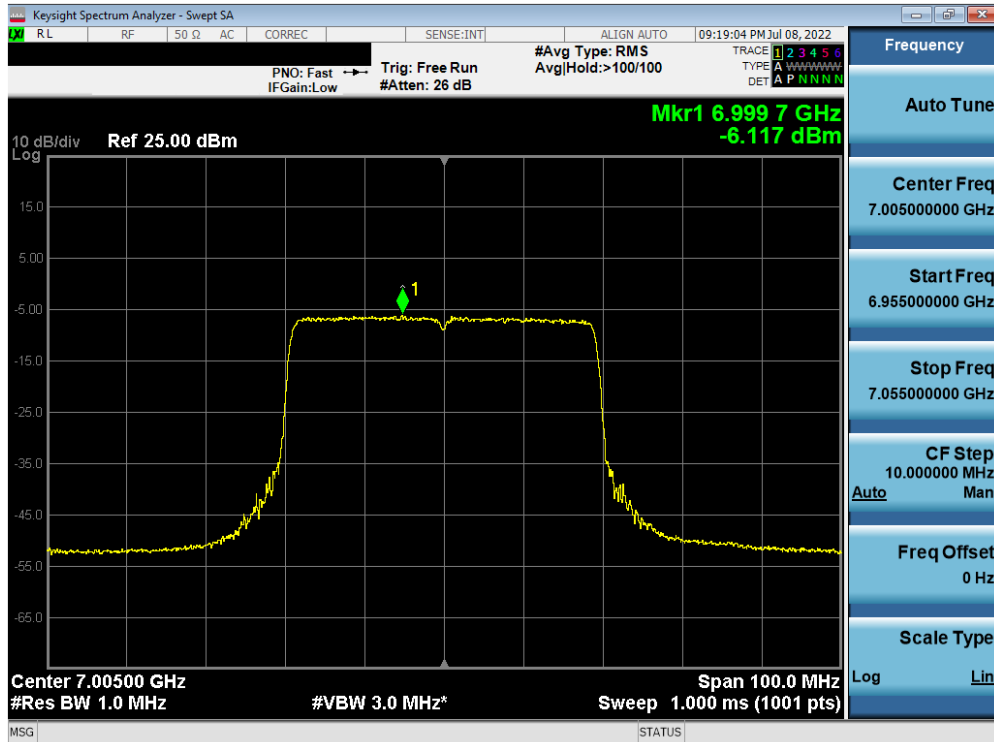 Keysight Spectrum Analyzer - Swept SA
LXI RL RF 50 Ω AC CORREC SENSE:INT ALIGN AUTO 09:19:04 PM Jul 08, 2022
PNO: Fast
IFGain:Low
Trig: Free Run
#Atten: 26 dB
#Avg Type: RMS
Avg|Hold:>100/100
TRACE 1 2 3 4 5 6
TYPE A WWWWW
DET A P N N N N
Mkr1 6.999 7 GHz
-6.117 dBm
10 dB/div Ref 25.00 dBm
Log
15.0
5.00
-5.00
-15.0
-25.0
-35.0
-45.0
-55.0
-65.0
1
Center 7.00500 GHz Span 100.0 MHz
#Res BW 1.0 MHz #VBW 3.0 MHz* Sweep 1.000 ms (1001 pts)
MSG STATUS
Frequency
Auto Tune
Center Freq
7.005000000 GHz
Start Freq
6.955000000 GHz
Stop Freq
7.055000000 GHz
CF Step
10.000000 MHz
Auto Man
Freq Offset
0 Hz
Scale Type
Log Lin